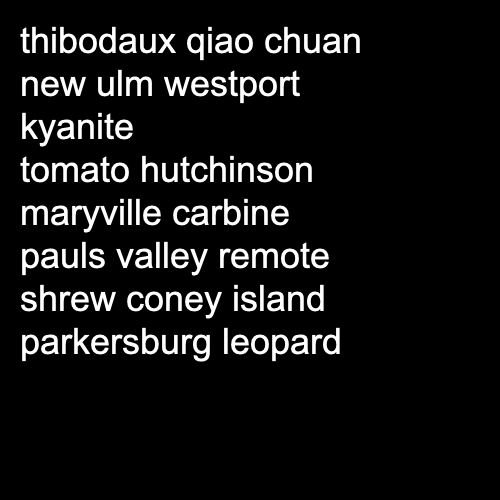 thibodaux qiao chuan
new ulm westport
kyanite
tomato hutchinson
maryville carbine
pauls valley remote
shrew coney island
parkersburg leopard